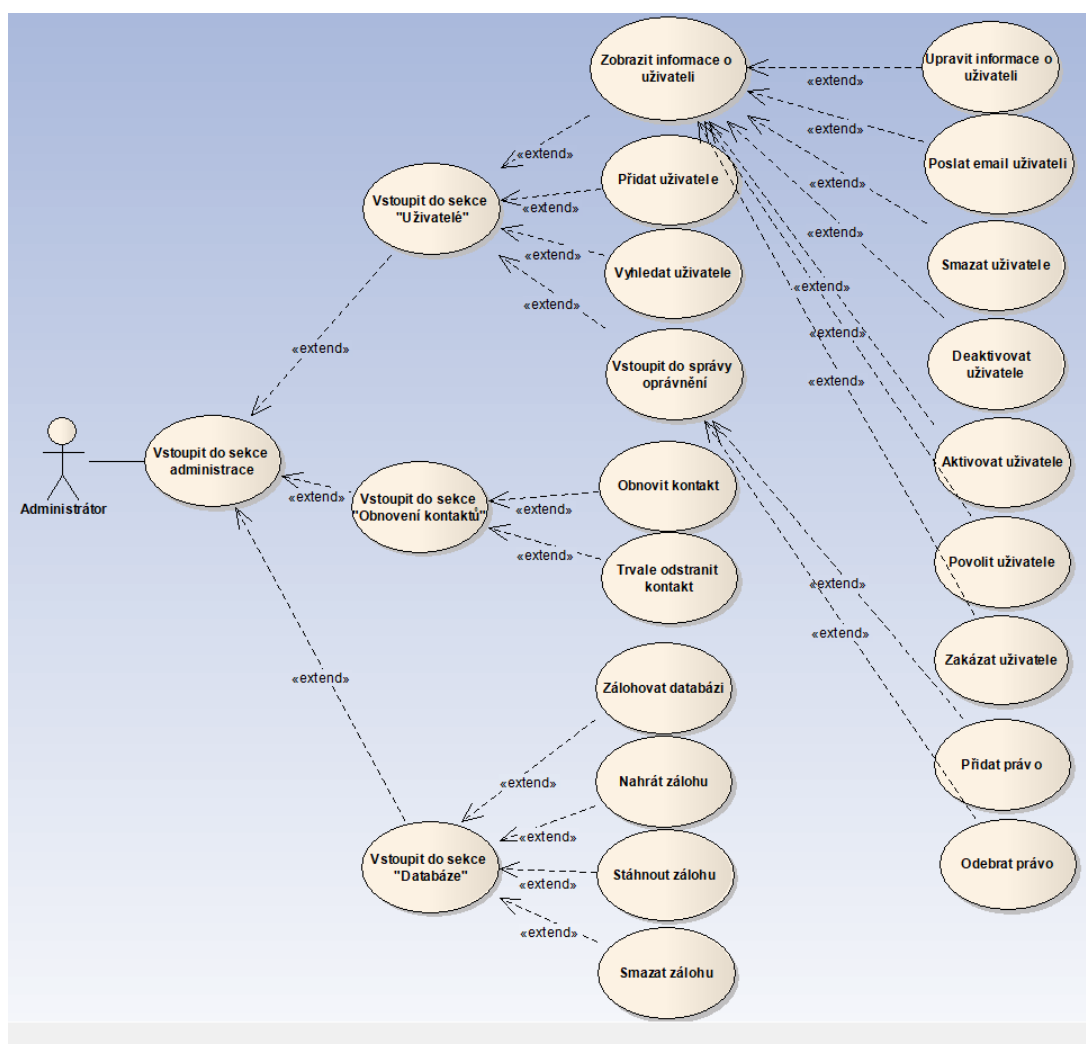 Zobrazit informace o
uživateli
Upravit informace o
uživateli
«extend»
«extend»
«extend»
Přidat uživatele
Poslat email uživateli
«extend»
Vstoupit do sekce
"Uživatelé"
«extend»
«extend»
Vyhledat uživatele
«extend»
Smazat uživatele
«extend»
«extend»
Vstoupit do správy
oprávnění
«extend»
Deaktivovat
uživatele
«extend»
«extend»
«extend»
Administrátor
Vstoupit do sekce
administrace
«extend»
Vstoupit do sekce
"Obnovení kontaktů"
«extend»
Obnovit kontakt
Aktivovat uživatele
«extend»
Trvale odstranit
kontakt
Povolit uživatele
«extend»
«extend»
«extend»
Zálohovat databázi
Zakázat uživatele
«extend»
Nahrát zálohu
Přidat právo
«extend»
Vstoupit do sekce
"Databáze"
Stáhnout zálohu
Odebrat právo
«extend»
«extend»
Smazat zálohu